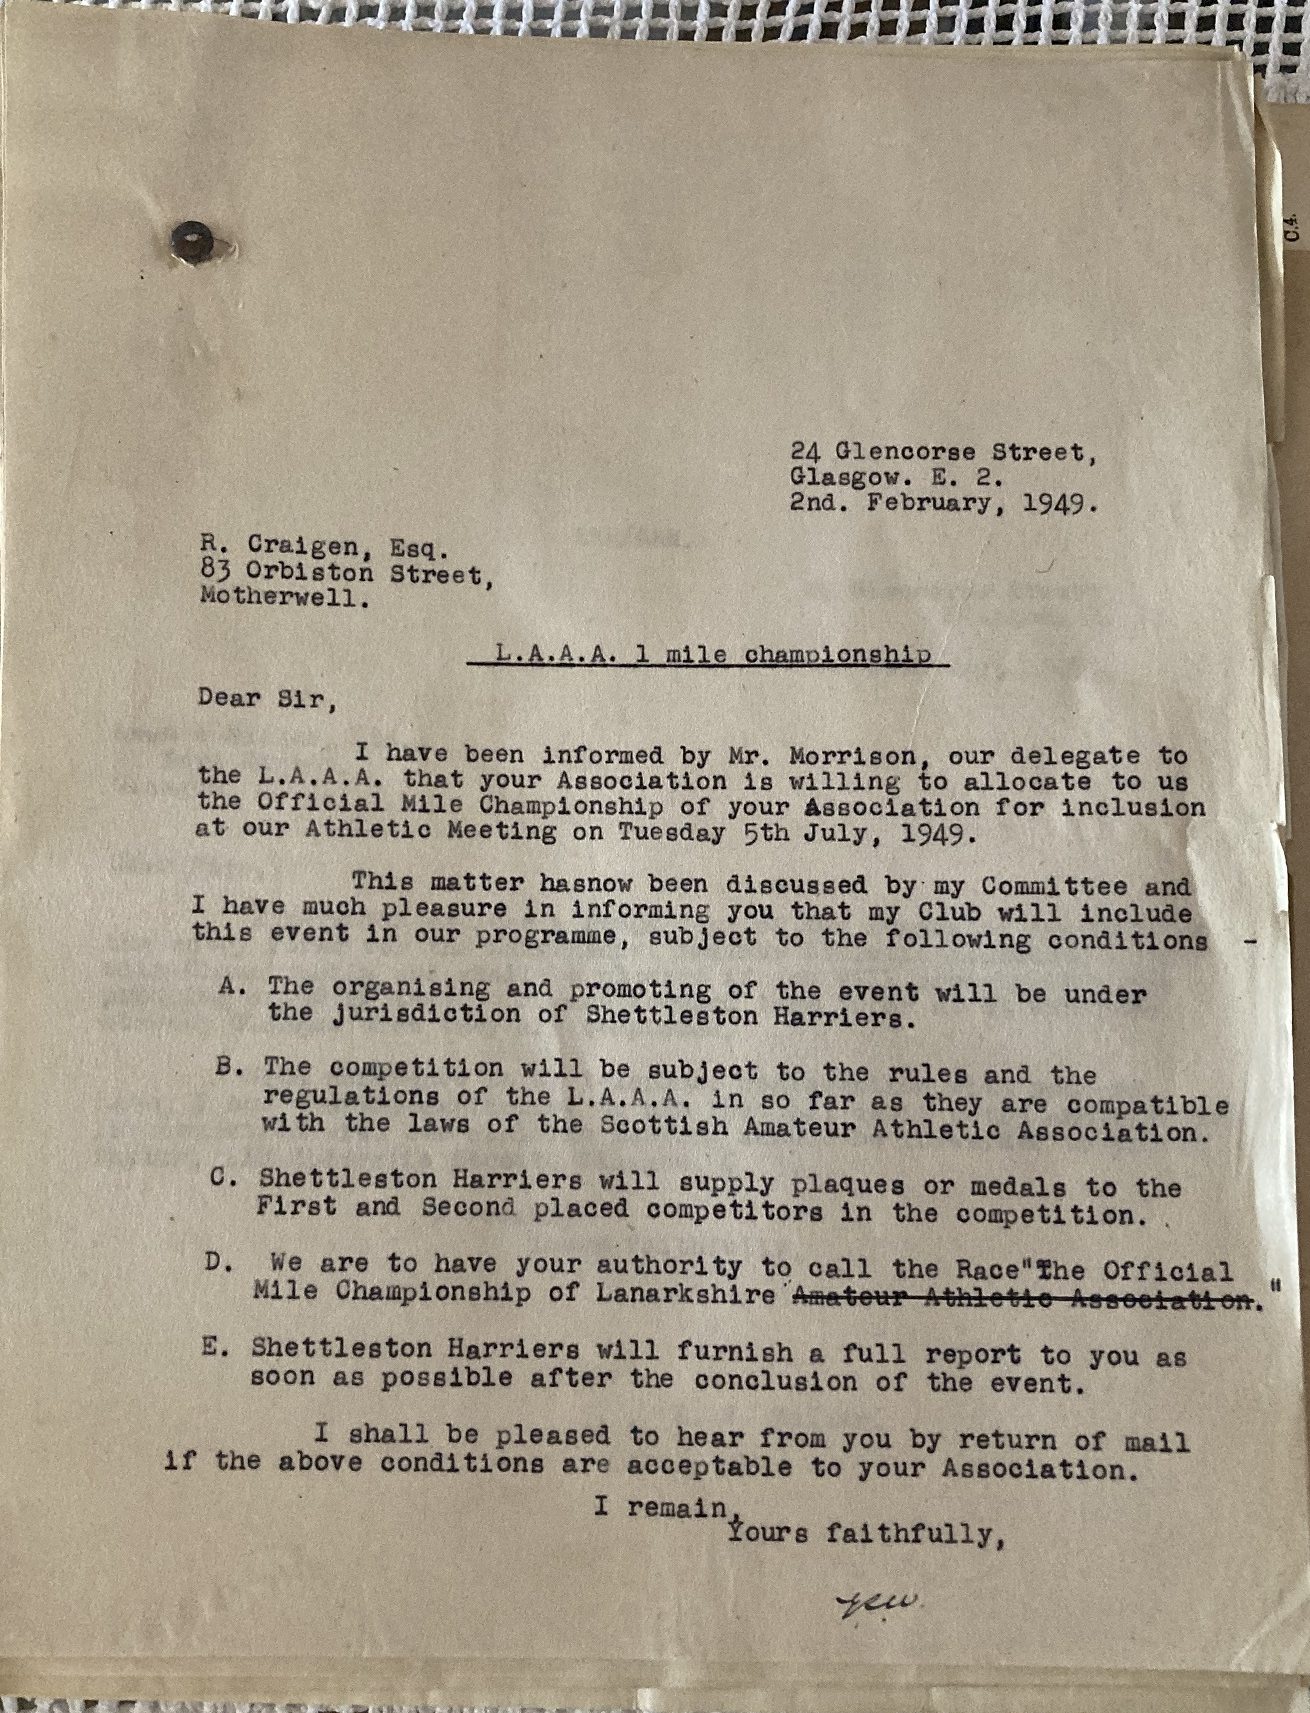 C.4.
24 Glencorse Street,
Glasgow. E. 2.
2nd. February, 1949.
R. Craigen, Esq.
83 Orbiston Street,
Motherwell.
L.A.A.A. 1 mile championship
Dear Sir,
I have been informed by Mr. Morrison, our delegate to
the L.A.A.A. that your Association is willing to allocate to us
the Official Mile Championship of your Association for inclusion
at our Athletic Meeting on Tuesday 5th July, 1949.
This matter hasnow been discussed by my Committee and
I have much pleasure in informing you that my Club will include
this event in our programme, subject to the following conditions -
A. The organising and promoting of the event will be under
the jurisdiction of Shettleston Harriers.
B. The competition will be subject to the rules and the
regulations of the L.A.A.A. in so far as they are compatible
with the laws of the Scottish Amateur Athletic Association.
C. Shettleston Harriers will supply plaques or medals to the
First and Second placed competitors in the competition.
D. We are to have your authority to call the Race "The Official
Mile Championship of Lanarkshire Amateur Athletic Association."
E. Shettleston Harriers will furnish a full report to you as
soon as possible after the conclusion of the event.
I shall be pleased to hear from you by return of mail
if the above conditions are acceptable to your Association.
I remain,
Yours faithfully,